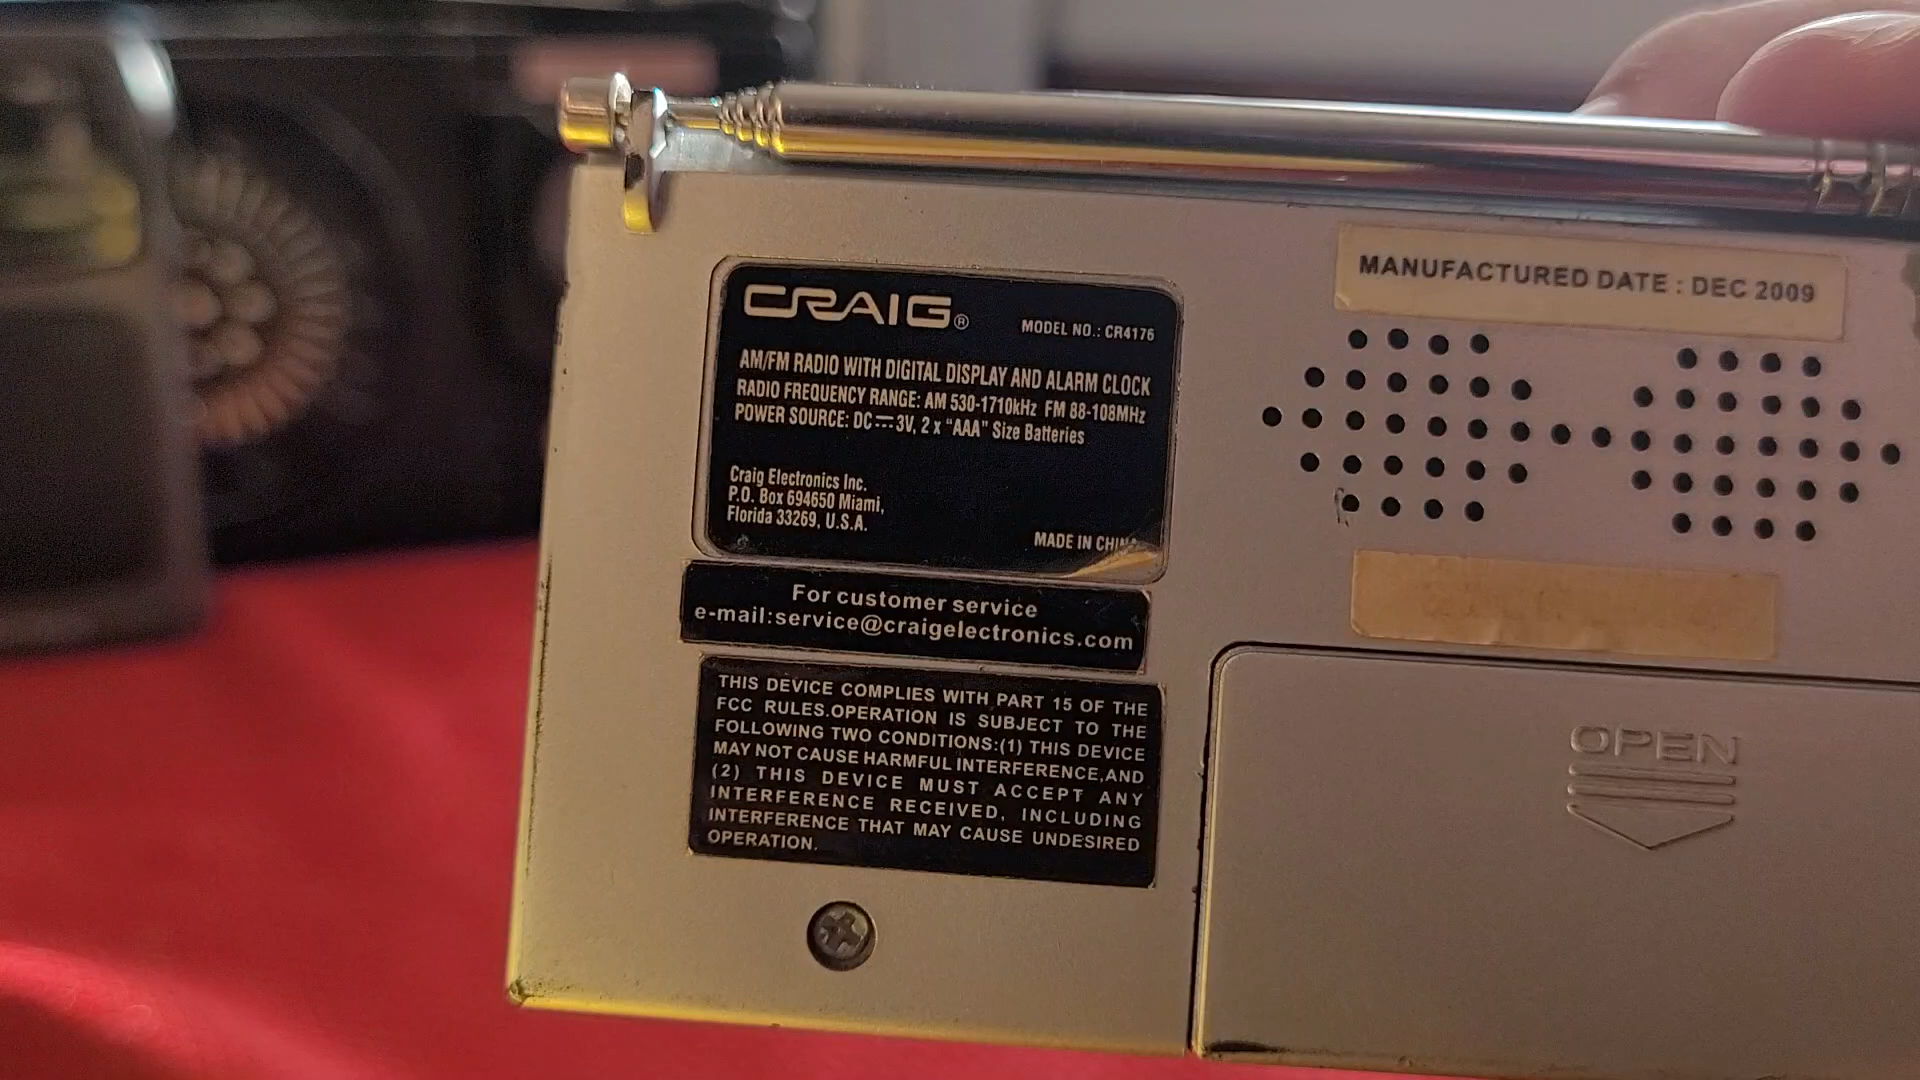 CRAIG®
MODEL NO.: CR4176
AM/FM RADIO WITH DIGITAL DISPLAY AND ALARM CLOCK
RADIO FREQUENCY RANGE: AM 530-1710kHz FM 88-108MHz
POWER SOURCE: DC ⎓ 3V, 2 x "AAA" Size Batteries
Craig Electronics Inc.
P.O. Box 694650 Miami,
Florida 33269, U.S.A.
MADE IN CHINA
For customer service
e-mail:service@craigelectronics.com
THIS DEVICE COMPLIES WITH PART 15 OF THE
FCC RULES.OPERATION IS SUBJECT TO THE
FOLLOWING TWO CONDITIONS:(1) THIS DEVICE
MAY NOT CAUSE HARMFUL INTERFERENCE,AND
(2) THIS DEVICE MUST ACCEPT ANY
INTERFERENCE RECEIVED, INCLUDING
INTERFERENCE THAT MAY CAUSE UNDESIRED
OPERATION.
MANUFACTURED DATE : DEC 2009
OPEN